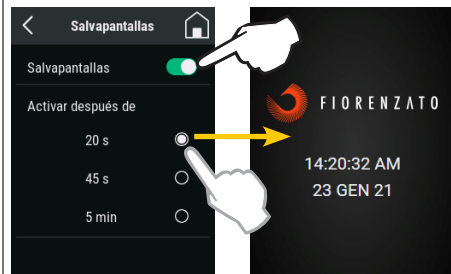 Salvapantallas
Salvapantallas
Activar después de
20 s
45 s
5 min
FIORENZATO
14:20:32 AM
23 GEN 21